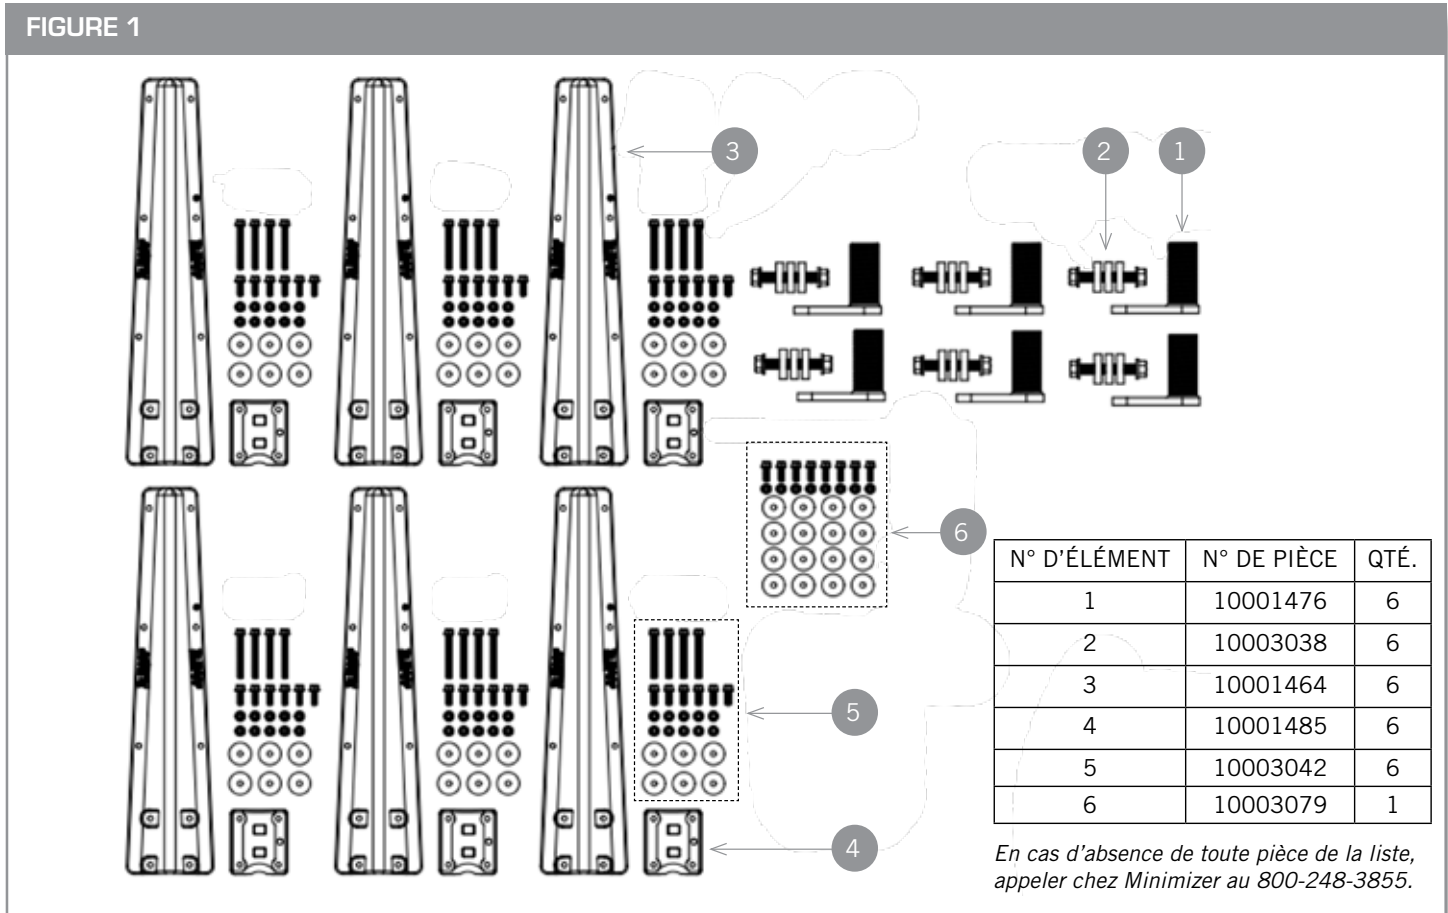 FIGURE 1
3
2
1
6
5
4
N° D'ÉLÉMENT N° DE PIÈCE QTÉ.
1 10001476 6
2 10003038 6
3 10001464 6
4 10001485 6
5 10003042 6
6 10003079 1
En cas d'absence de toute pièce de la liste,
appeler chez Minimizer au 800-248-3855.